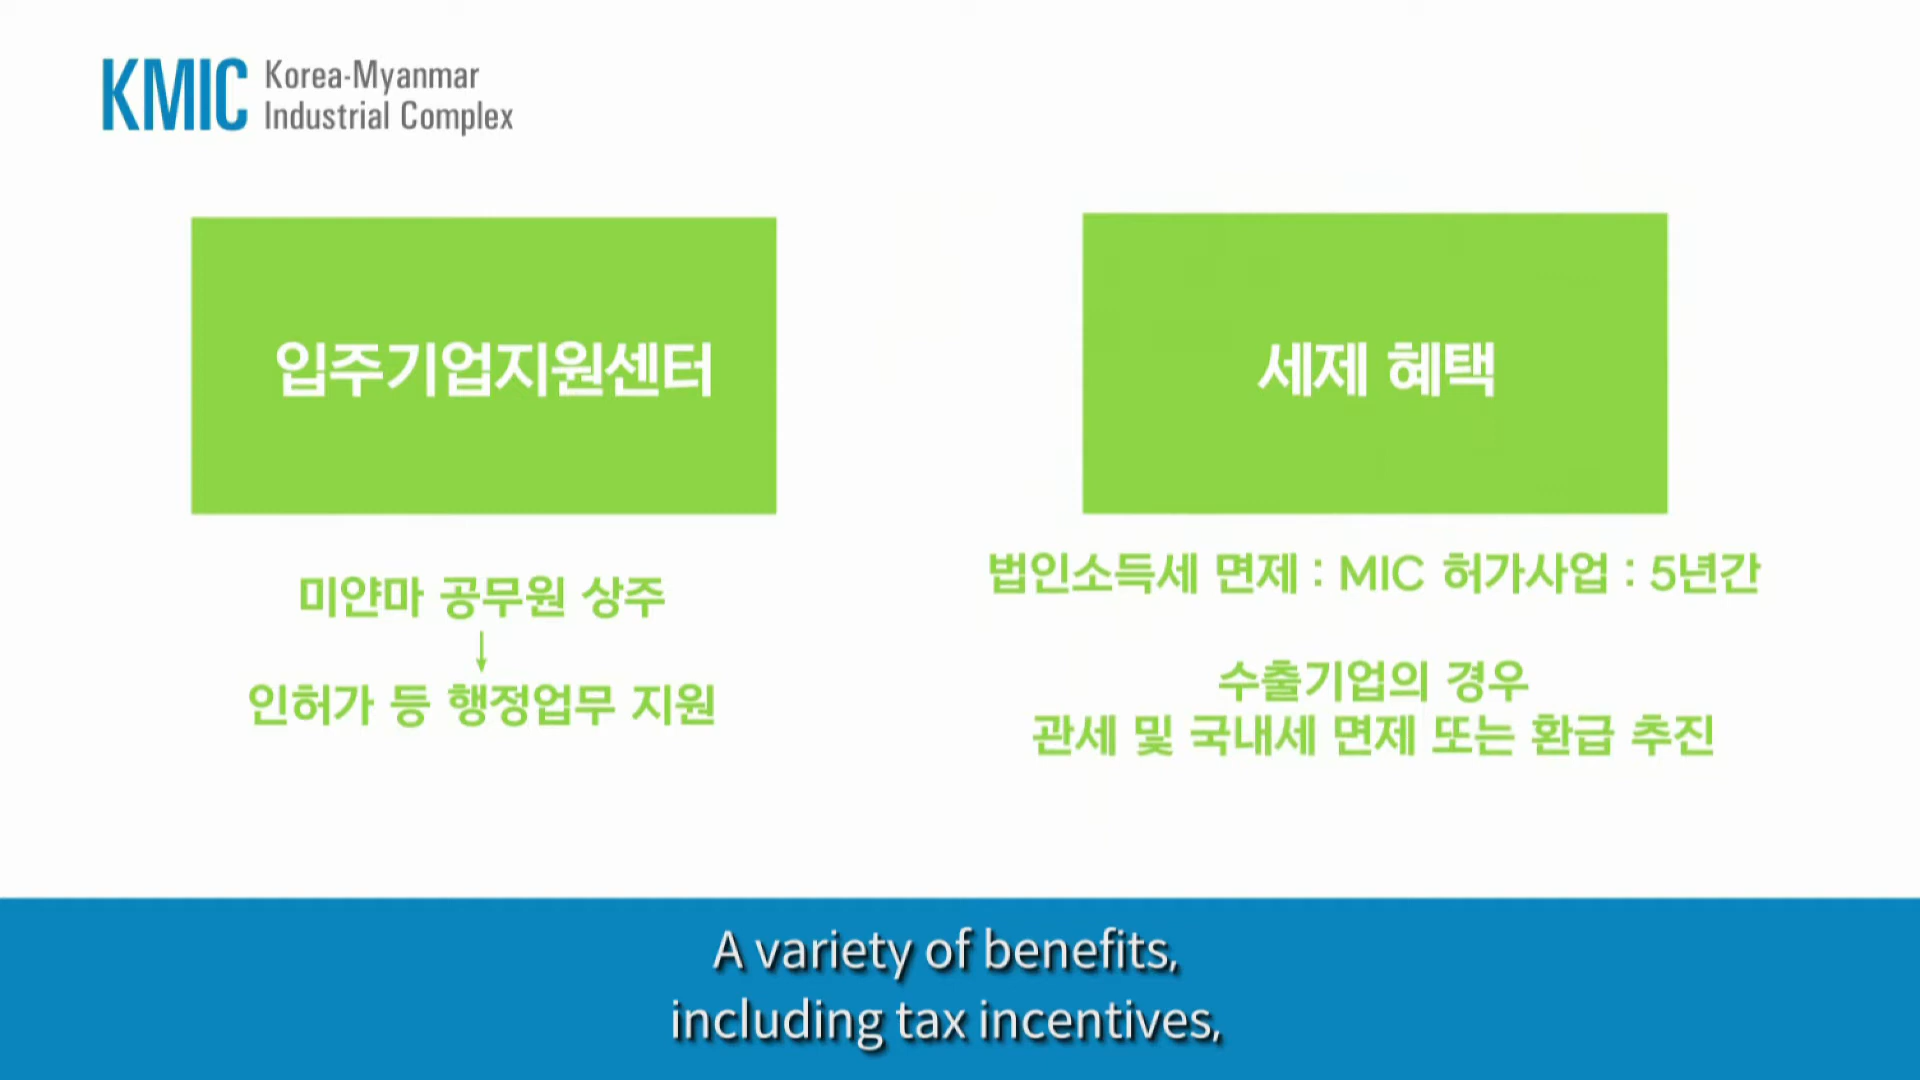 KMIC
Korea-Myanmar
Industrial Complex
입주기업지원센터
미얀마 공무원 상주
↓
인허가 등 행정업무 지원
세제 혜택
법인소득세 면제 : MIC 허가사업 : 5년간
수출기업의 경우
관세 및 국내세 면제 또는 환급 추진
A variety of benefits,
including tax incentives,